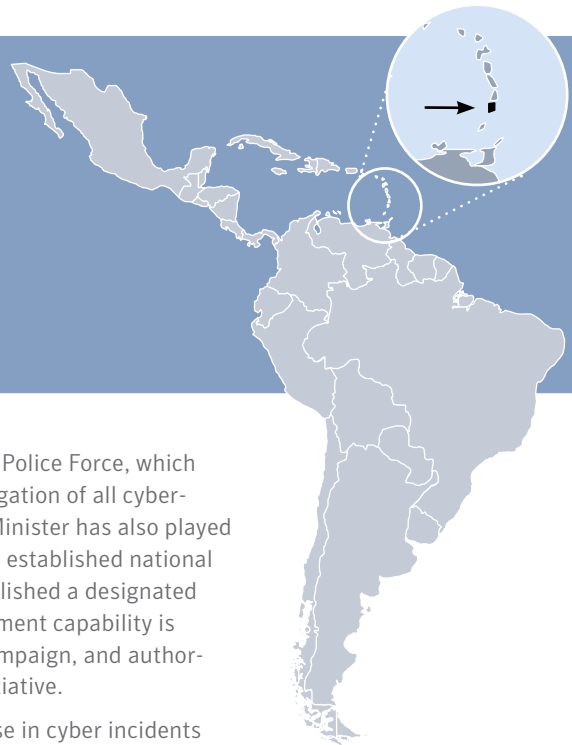 Police Force, which
gation of all cyber-
Minister has also played
established national
lished a designated
ment capability is
mpaign, and author-
tiative.
se in cyber incidents